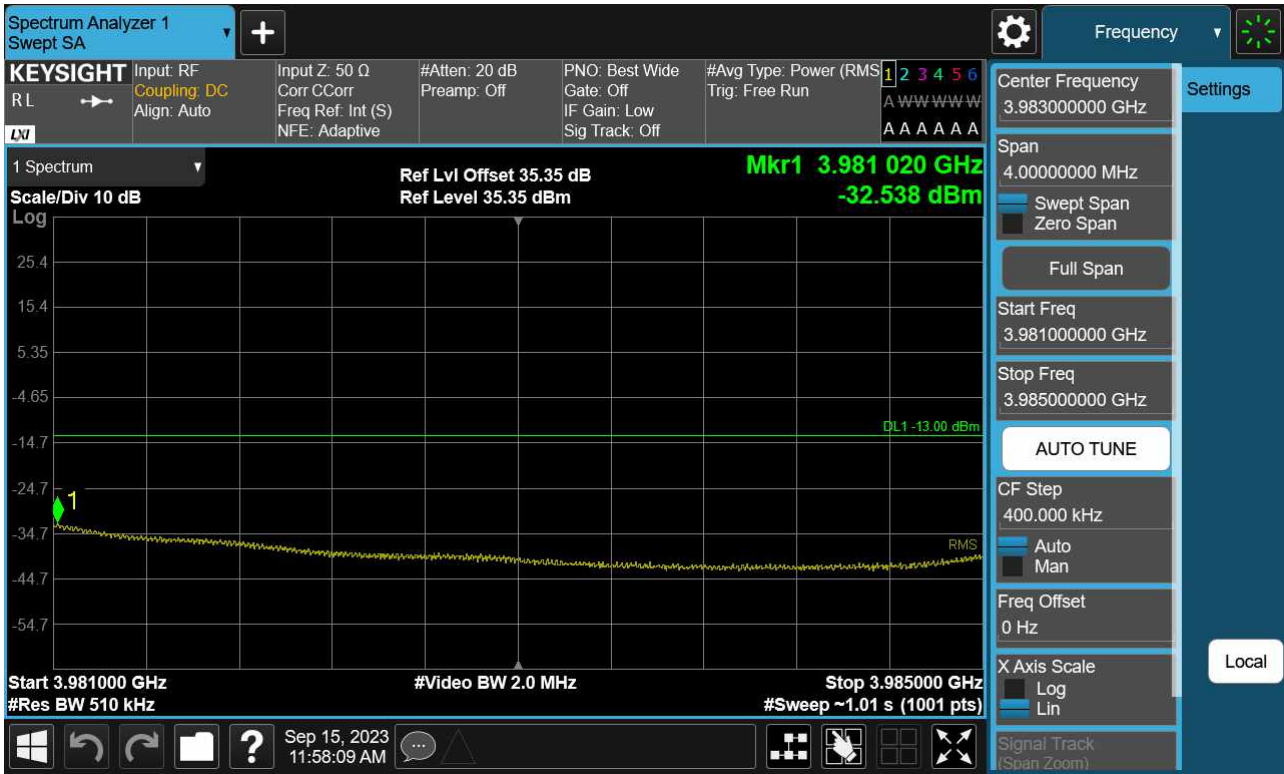 Spectrum Analyzer 1
Swept SA
+
Frequency
KEYSIGHT
R L
LXI
Input: RF
Coupling: DC
Align: Auto
Input Z: 50 Ω
Corr CCorr
Freq Ref: Int (S)
NFE: Adaptive
#Atten: 20 dB
Preamp: Off
PNO: Best Wide
Gate: Off
IF Gain: Low
Sig Track: Off
#Avg Type: Power (RMS
Trig: Free Run
1 2 3 4 5 6
A W W W W W
A A A A A A
1 Spectrum
Scale/Div 10 dB
Log
Ref Lvl Offset 35.35 dB
Ref Level 35.35 dBm
Mkr1 3.981 020 GHz
-32.538 dBm
25.4
15.4
5.35
-4.65
DL1 -13.00 dBm
-14.7
-24.7
1
-34.7
RMS
-44.7
-54.7
Start 3.981000 GHz
#Res BW 510 kHz
#Video BW 2.0 MHz
Stop 3.985000 GHz
#Sweep ~1.01 s (1001 pts)
Center Frequency
3.983000000 GHz
Span
4.00000000 MHz
Swept Span
Zero Span
Full Span
Start Freq
3.981000000 GHz
Stop Freq
3.985000000 GHz
AUTO TUNE
CF Step
400.000 kHz
Auto
Man
Freq Offset
0 Hz
X Axis Scale
Log
Lin
Signal Track
(Span Zoom)
Settings
Local
?
Sep 15, 2023
11:58:09 AM